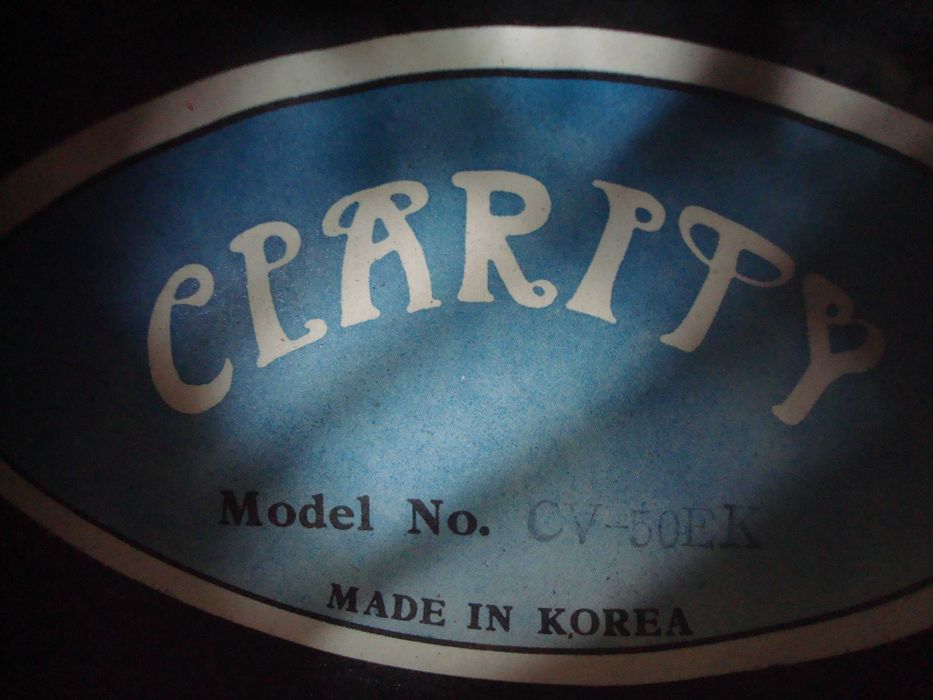 CLARITY
Model No. CV-50EK
MADE IN KOREA